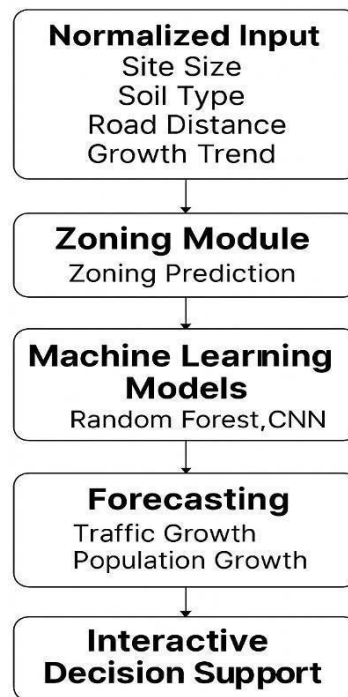 Normalized Input
Site Size
Soil Type
Road Distance
Growth Trend
Zoning Module
Zoning Prediction
Machine Learning
Models
Random Forest,CNN
Forecasting
Traffic Growth
Population Growth
Interactive
Decision Support